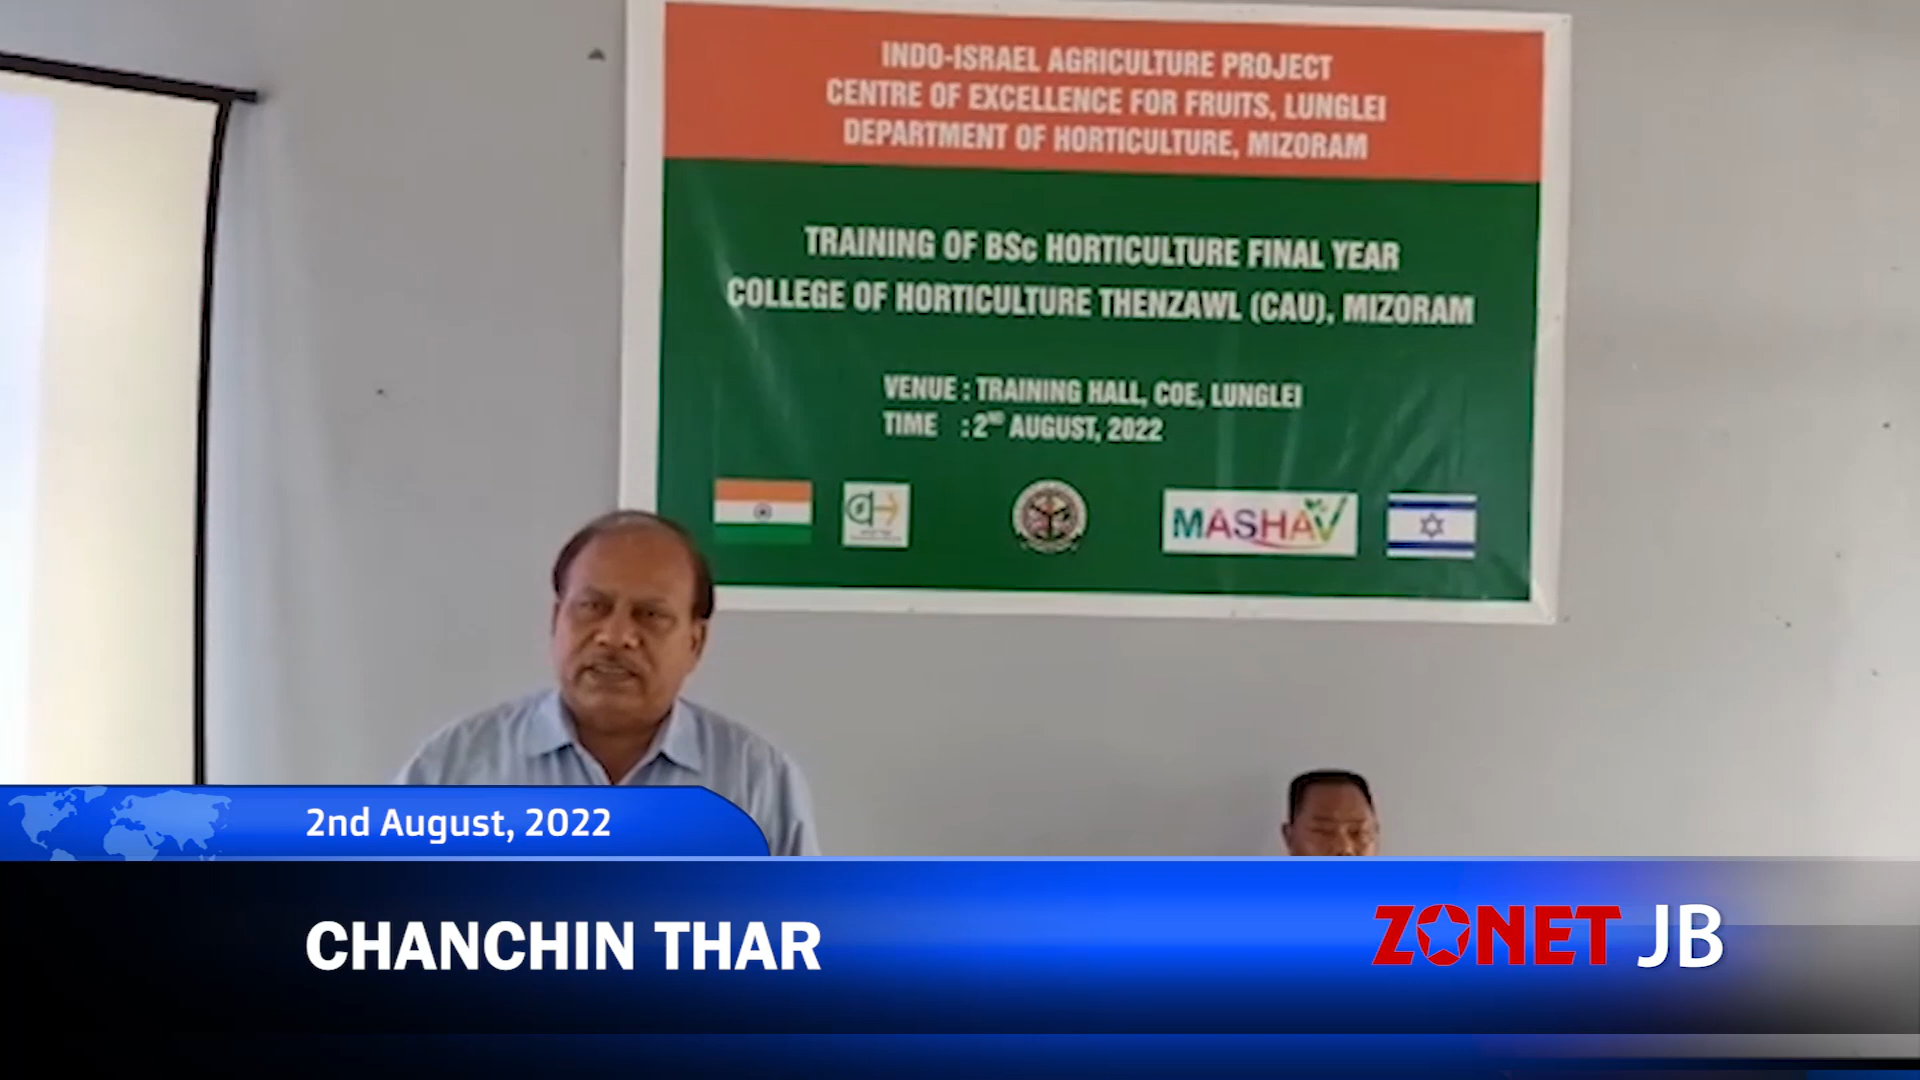 INDO-ISRAEL AGRICULTURE PROJECT
CENTRE OF EXCELLENCE FOR FRUITS, LUNGLEI
DEPARTMENT OF HORTICULTURE, MIZORAM
TRAINING OF BSc HORTICULTURE FINAL YEAR
COLLEGE OF HORTICULTURE THENZAWL (CAU), MIZORAM
VENUE : TRAINING HALL, COE, LUNGLEI
TIME : 2ND AUGUST, 2022
MASHAV
2nd August, 2022
CHANCHIN THAR
ZONET JB